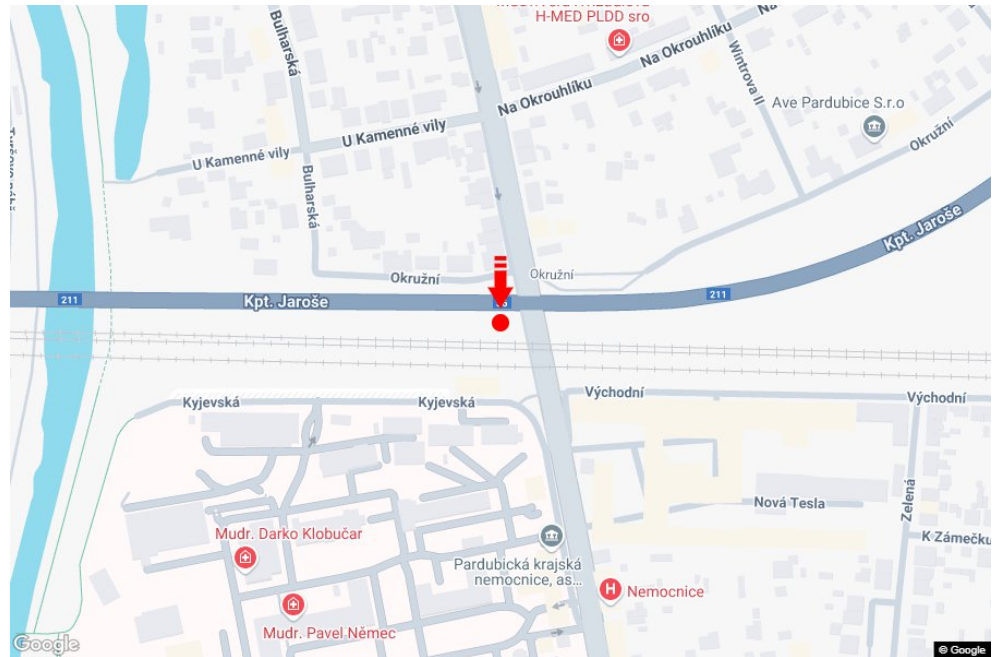 H-MED PLDD sro
Bulharská
Na Okrouhlíku
Na Okrouhlíku
Wintrova II
Ave Pardubice S.r.o
U Kamenné vily
U Kamenné vily
Okružní
Bulharská
Kpt. Jaroše
Okružní
Okružní
211
Kpt. Jaroše
211
Kyjevská
Kyjevská
Východní
Východní
Nová Tesla
Zelená
K Zámečku
Mudr. Darko Klobučar
Pardubická krajská
nemocnice, as...
Nemocnice
Mudr. Pavel Němec
Google
© Google